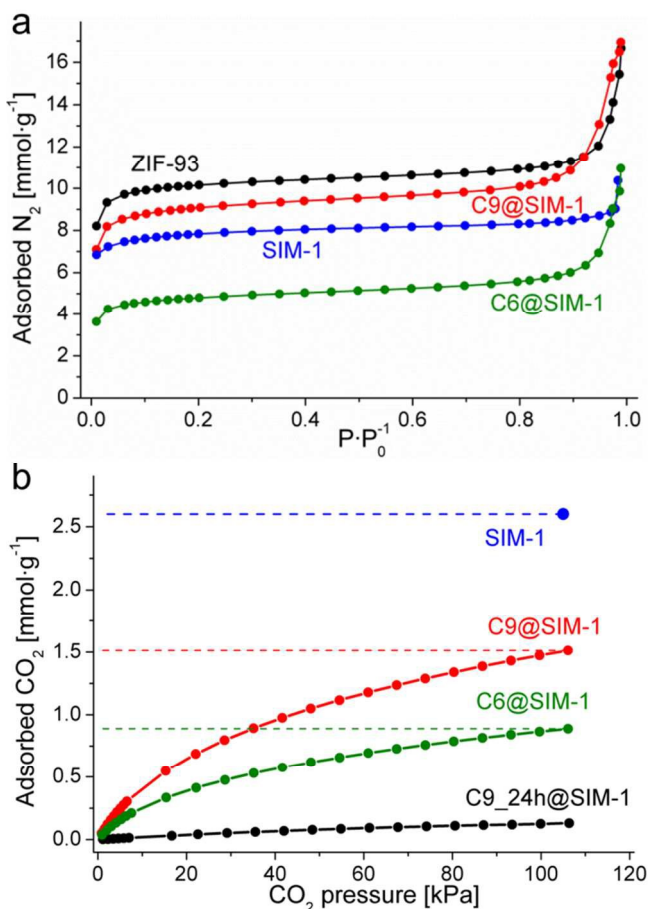 a
16
14
12
10
8
6
4
2
0
Adsorbed N₂ [mmol·g⁻¹]
ZIF-93
C9@SIM-1
SIM-1
C6@SIM-1
0.0 0.2 0.4 0.6 0.8 1.0
P·P₀⁻¹
b
2.5
2.0
1.5
1.0
0.5
0.0
Adsorbed CO₂ [mmol·g⁻¹]
SIM-1
C9@SIM-1
C6@SIM-1
C9_24h@SIM-1
0 20 40 60 80 100 120
CO₂ pressure [kPa]